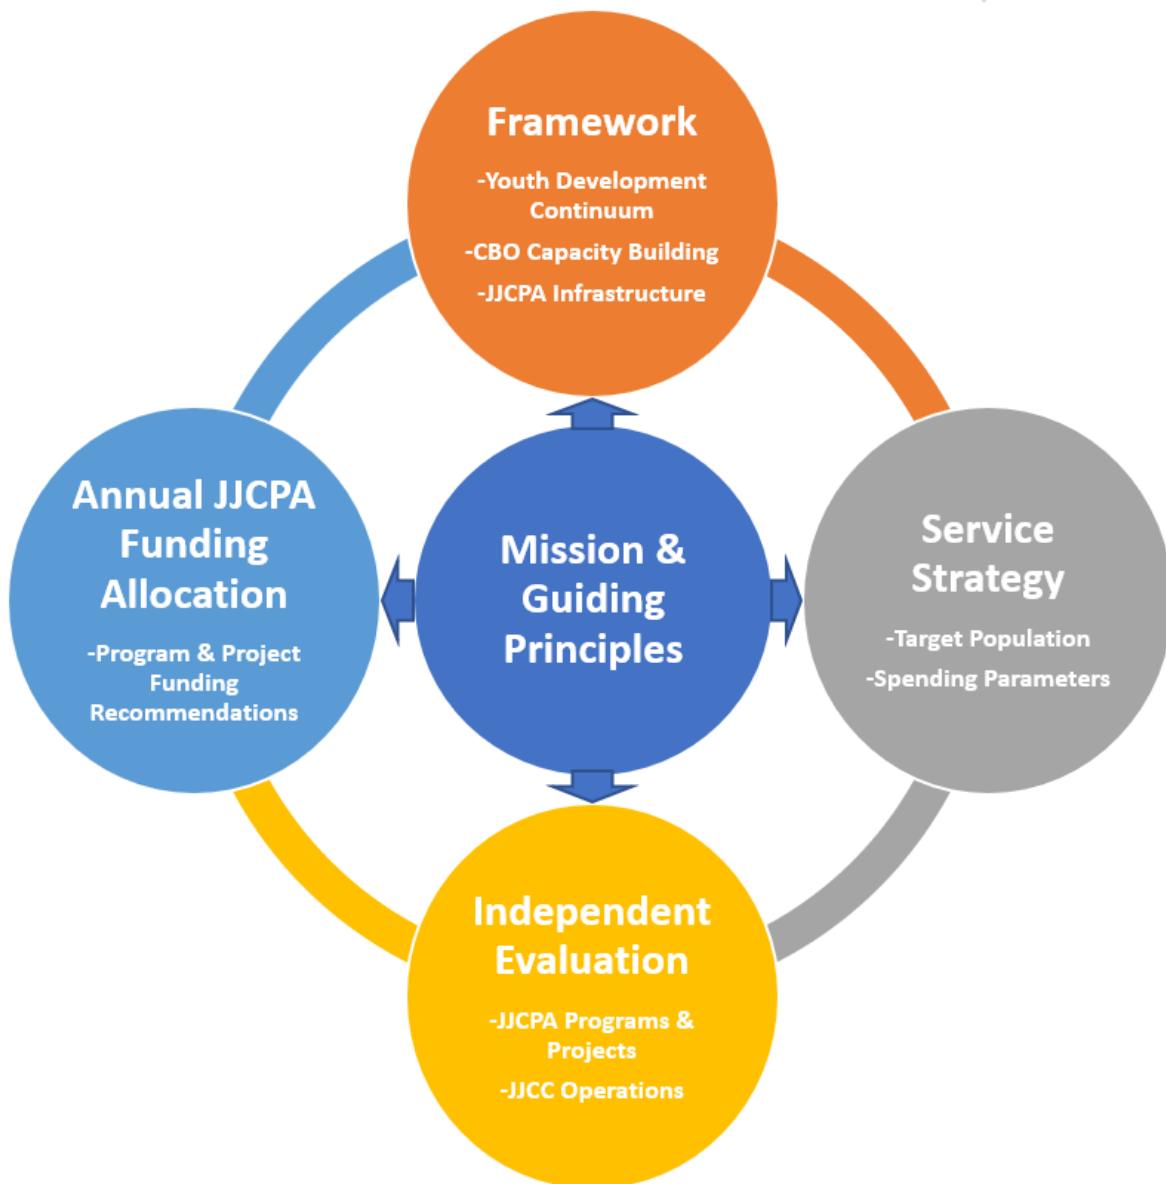 Framework
-Youth Development
Continuum
-CBO Capacity Building
-JJCPA Infrastructure
Annual JJCPA
Funding
Allocation
-Program & Project
Funding
Recommendations
Mission &
Guiding
Principles
Service
Strategy
-Target Population
-Spending Parameters
Independent
Evaluation
-JJCPA Programs &
Projects
-JJCC Operations